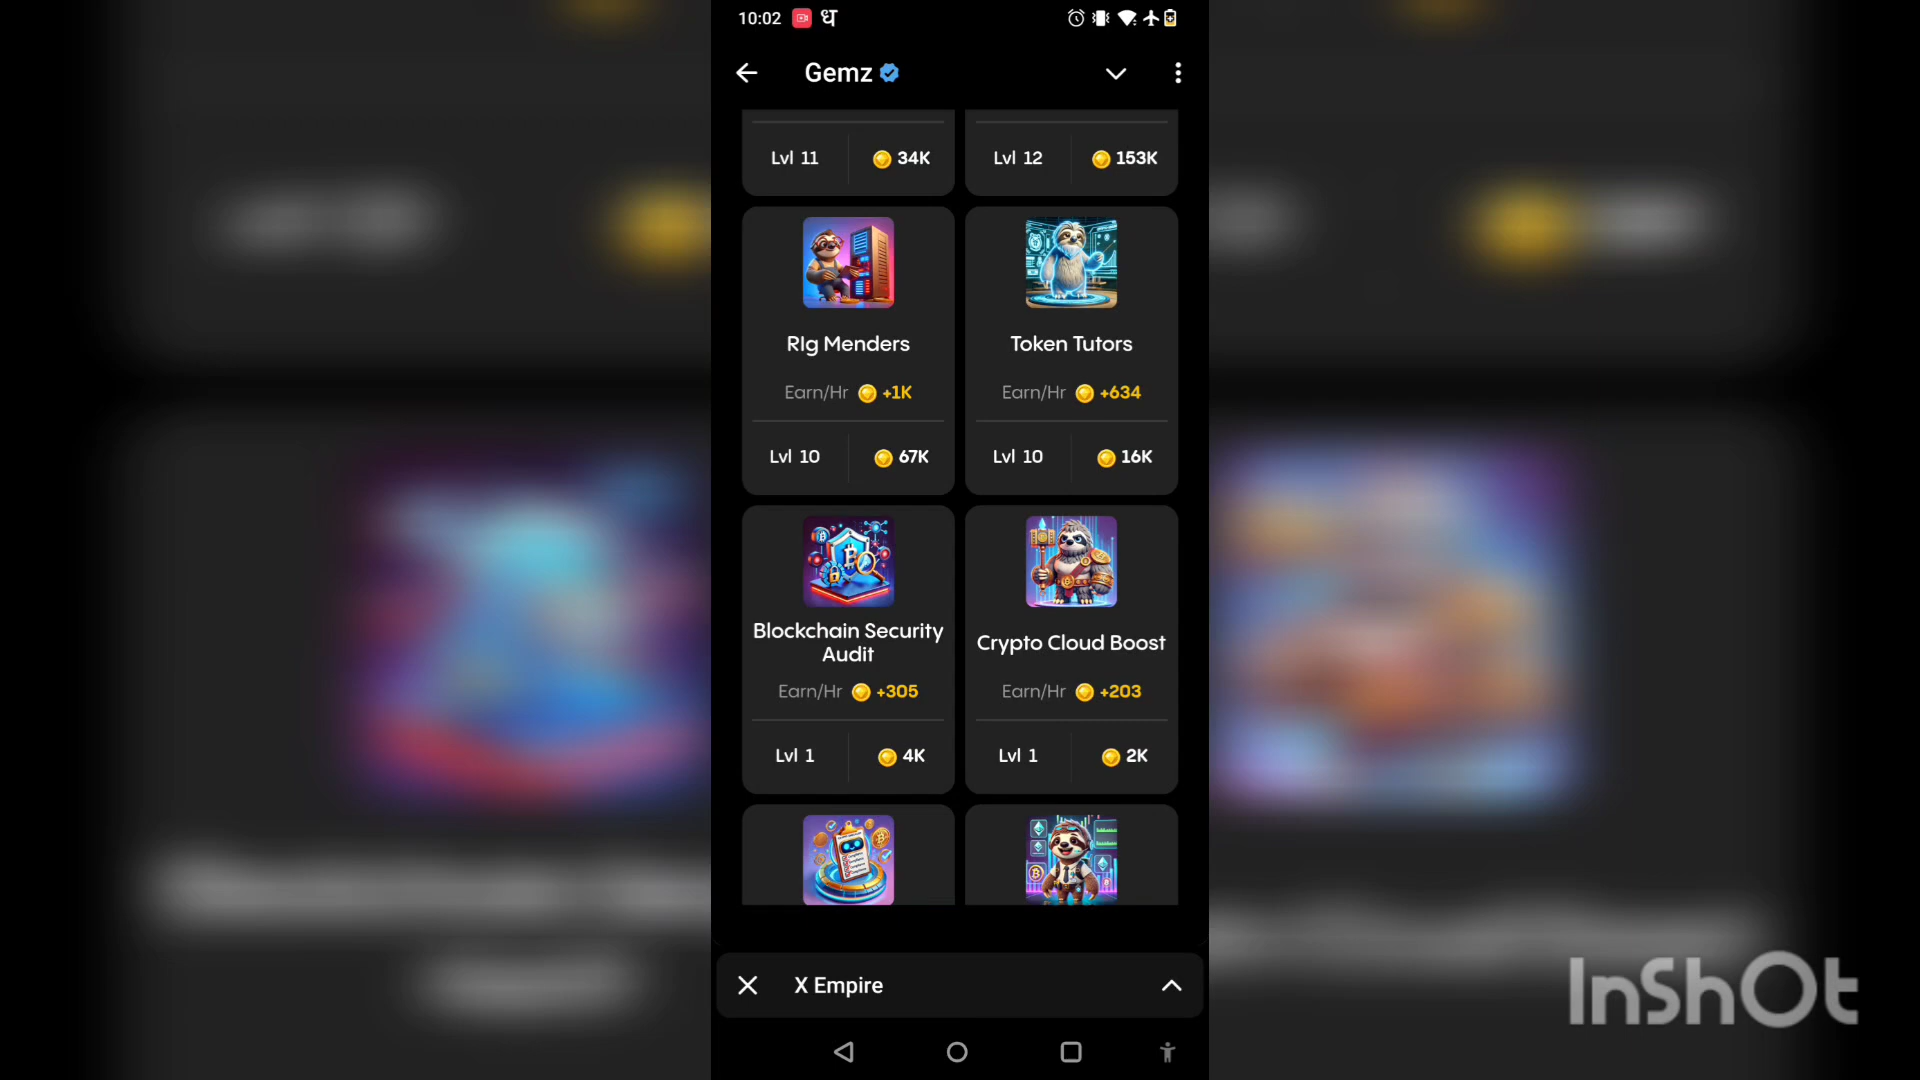 10:02 ध
Gemz
Lvl 11 34K
Lvl 12 153K
RIg Menders
Earn/Hr +1K
Lvl 10 67K
Token Tutors
Earn/Hr +634
Lvl 10 16K
Blockchain Security
Audit
Earn/Hr +305
Lvl 1 4K
Crypto Cloud Boost
Earn/Hr +203
Lvl 1 2K
X Empire
InShOt